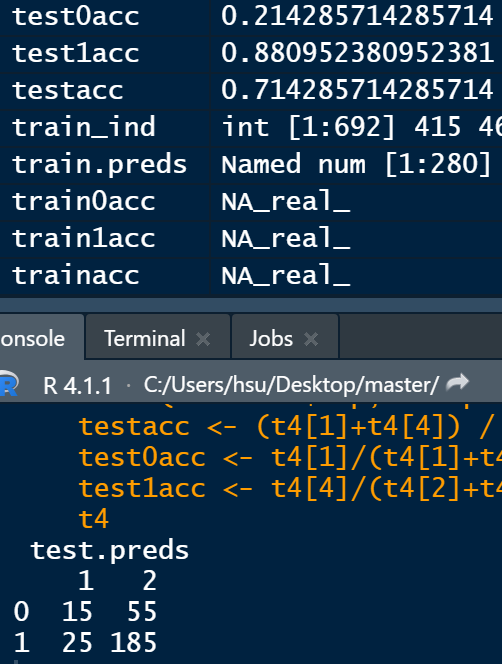 test0acc 0.214285714285714
test1acc 0.880952380952381
testacc 0.714285714285714
train_ind int [1:692] 415 46
train.preds Named num [1:280]
train0acc NA_real_
train1acc NA_real_
trainacc NA_real_
onsole Terminal × Jobs ×
R R 4.1.1 · C:/Users/hsu/Desktop/master/
testacc <- (t4[1]+t4[4]) /
test0acc <- t4[1]/(t4[1]+t4
test1acc <- t4[4]/(t4[2]+t4
t4
test.preds
1 2
0 15 55
1 25 185